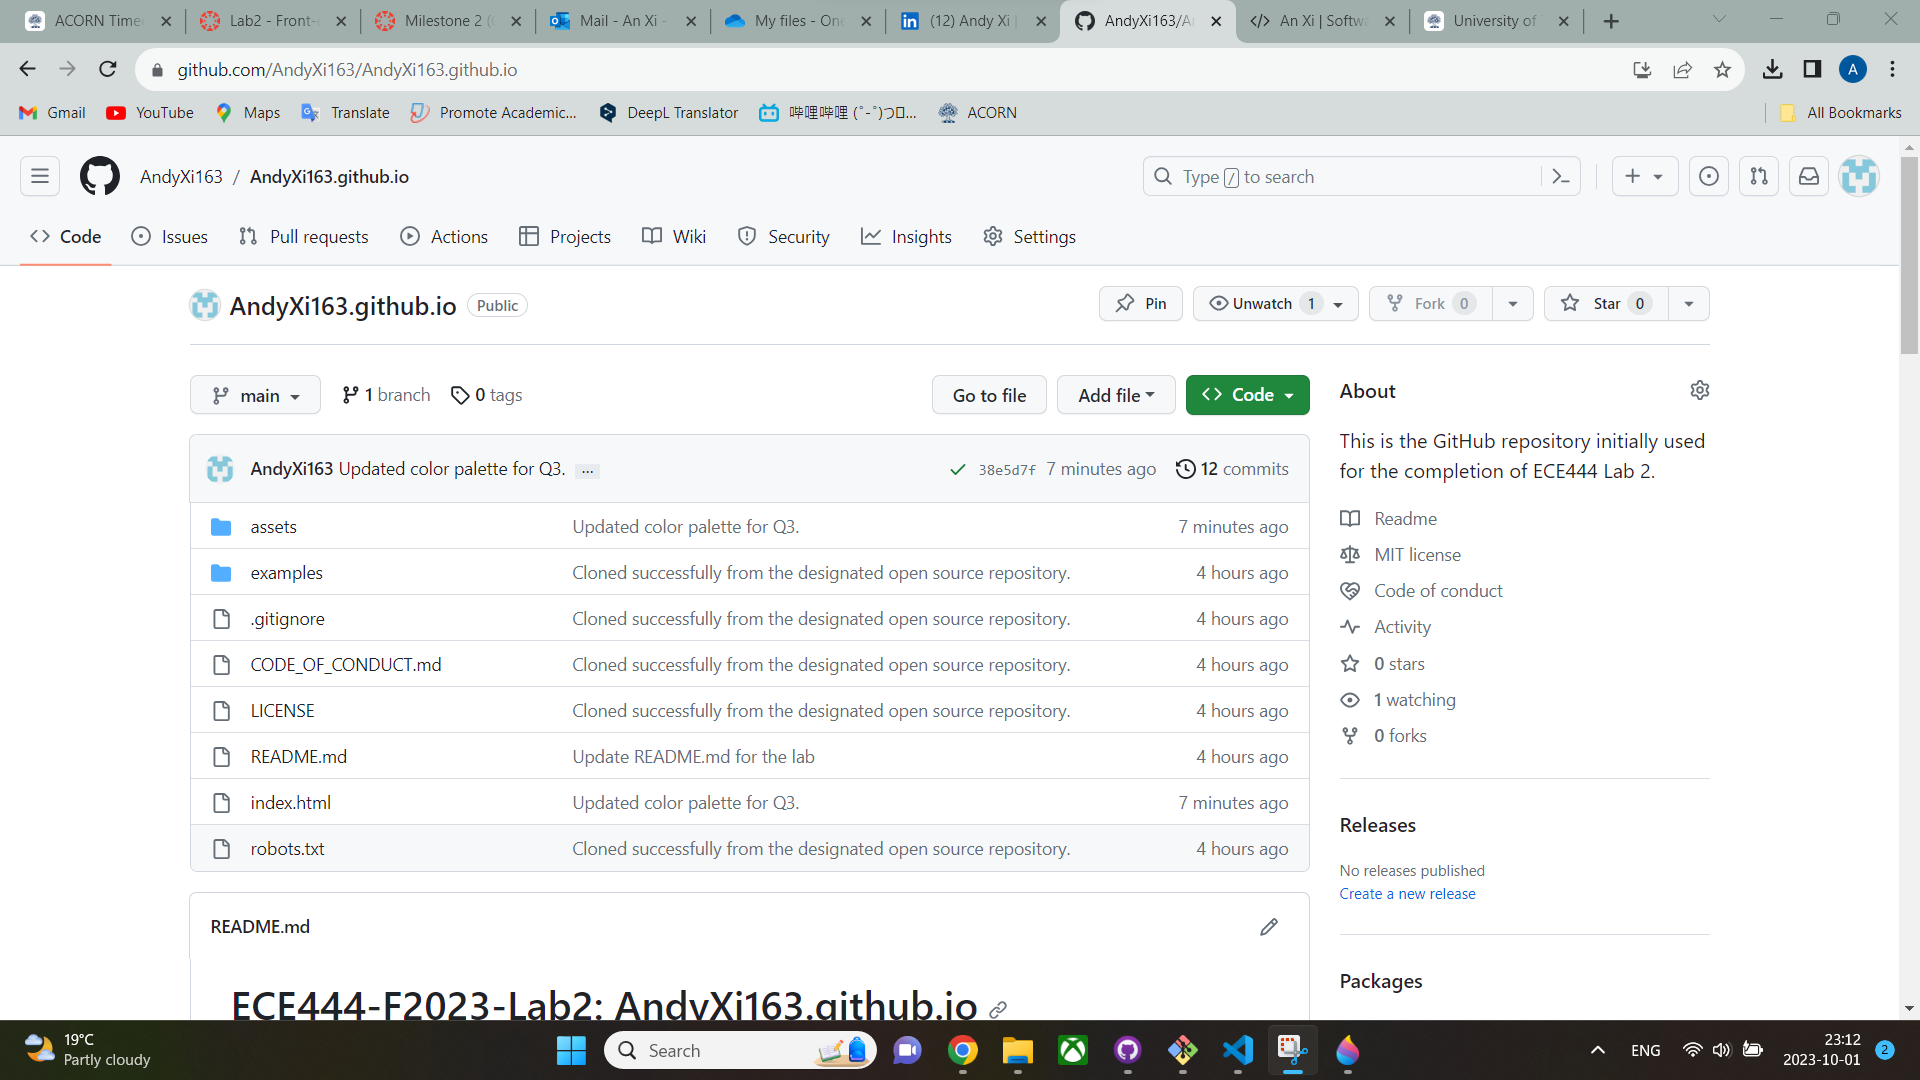 ACORN Time
Lab2 - Front-
Milestone 2 (
Mail - An Xi -
My files - One
(12) Andy Xi |
AndyXi163/A
An Xi | Softwa
University of
github.com/AndyXi163/AndyXi163.github.io
A
Gmail
YouTube
Maps
Translate
Promote Academic...
DeepL Translator
哔哩哔哩 (゜-゜)つ...
ACORN
All Bookmarks
AndyXi163 / AndyXi163.github.io
Type / to search
Code
Issues
Pull requests
Actions
Projects
Wiki
Security
Insights
Settings
AndyXi163.github.io Public
Pin
Unwatch 1
Fork 0
Star 0
main
1 branch
0 tags
Go to file
Add file
Code
AndyXi163 Updated color palette for Q3. ...
38e5d7f 7 minutes ago
12 commits
assets Updated color palette for Q3. 7 minutes ago
examples Cloned successfully from the designated open source repository. 4 hours ago
.gitignore Cloned successfully from the designated open source repository. 4 hours ago
CODE_OF_CONDUCT.md Cloned successfully from the designated open source repository. 4 hours ago
LICENSE Cloned successfully from the designated open source repository. 4 hours ago
README.md Update README.md for the lab 4 hours ago
index.html Updated color palette for Q3. 7 minutes ago
robots.txt Cloned successfully from the designated open source repository. 4 hours ago
README.md
ECE444-F2023-Lab2: AndyXi163.github.io
About
This is the GitHub repository initially used
for the completion of ECE444 Lab 2.
Readme
MIT license
Code of conduct
Activity
0 stars
1 watching
0 forks
Releases
No releases published
Create a new release
Packages
19°C
Partly cloudy
Search
ENG
23:12
2023-10-01
2